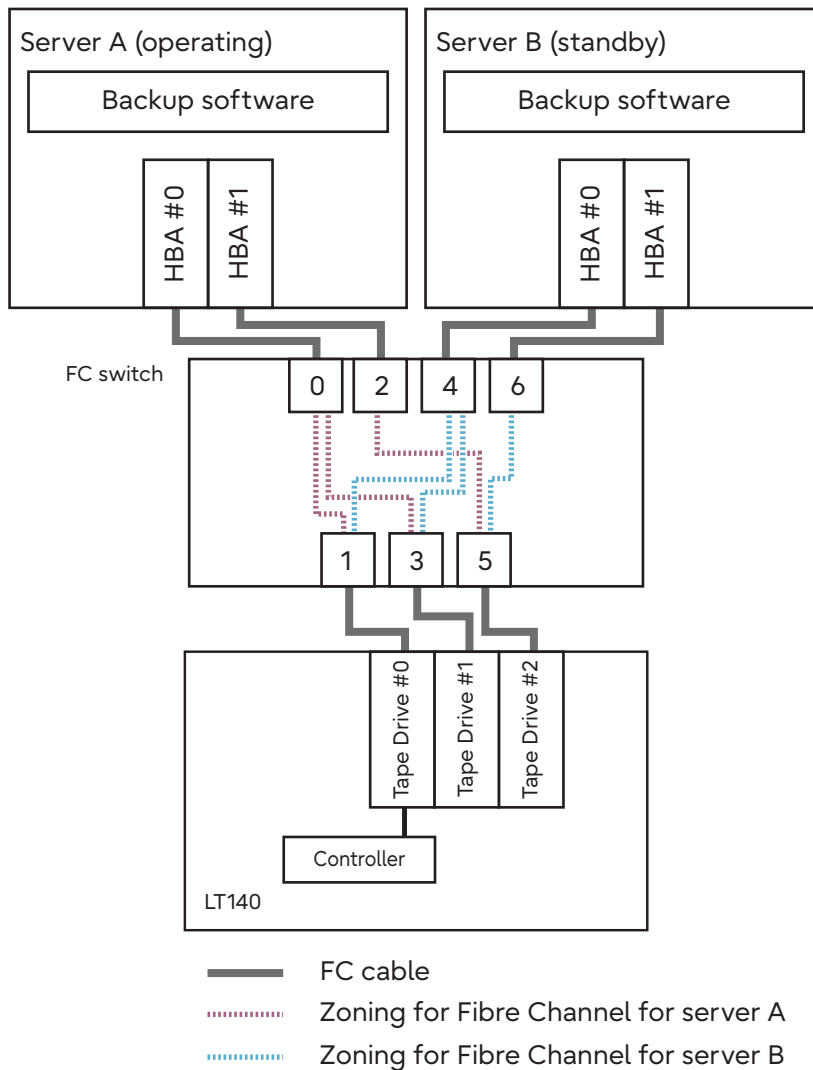 Server A (operating)
Server B (standby)
Backup software
Backup software
HBA #0
HBA #1
HBA #0
HBA #1
FC switch
0
2
4
6
1
3
5
Tape Drive #0
Tape Drive #1
Tape Drive #2
Controller
LT140
FC cable
Zoning for Fibre Channel for server A
Zoning for Fibre Channel for server B